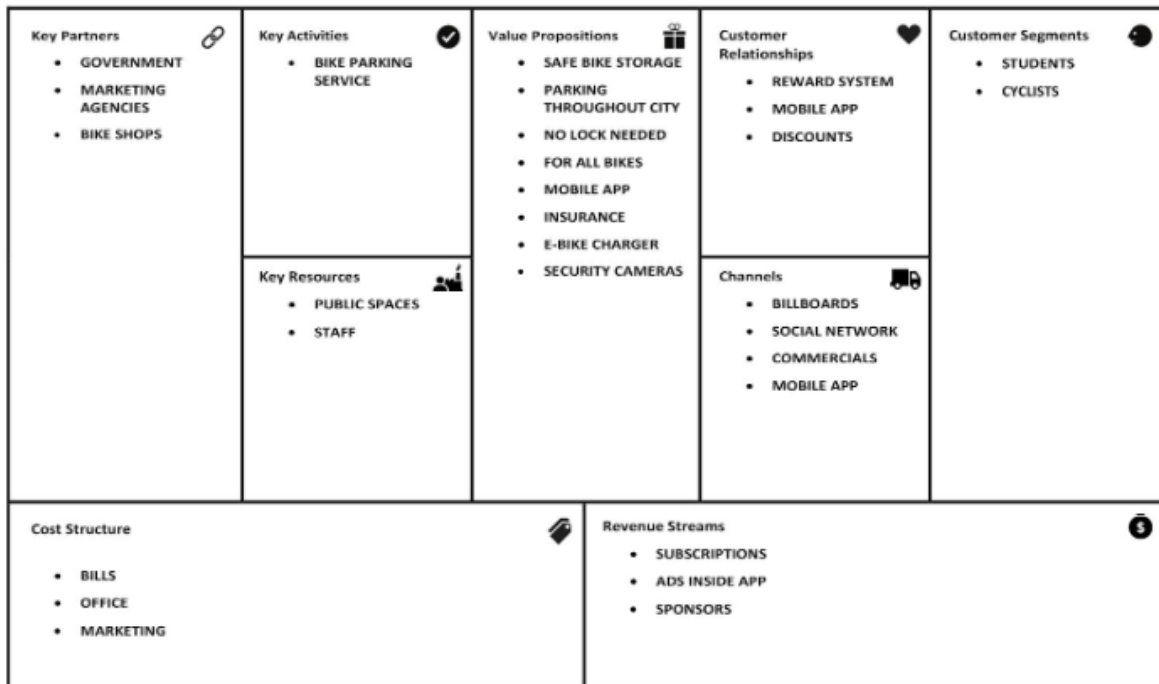 Key Partners
GOVERNMENT
MARKETING
AGENCIES
BIKE SHOPS
Key Activities
BIKE PARKING
SERVICE
Key Resources
PUBLIC SPACES
STAFF
Value Propositions
SAFE BIKE STORAGE
PARKING
THROUGHOUT CITY
NO LOCK NEEDED
FOR ALL BIKES
MOBILE APP
INSURANCE
E-BIKE CHARGER
SECURITY CAMERAS
Customer
Relationships
REWARD SYSTEM
MOBILE APP
DISCOUNTS
Channels
BILLBOARDS
SOCIAL NETWORK
COMMERCIALS
MOBILE APP
Customer Segments
STUDENTS
CYCLISTS
Cost Structure
BILLS
OFFICE
MARKETING
Revenue Streams
$
SUBSCRIPTIONS
ADS INSIDE APP
SPONSORS